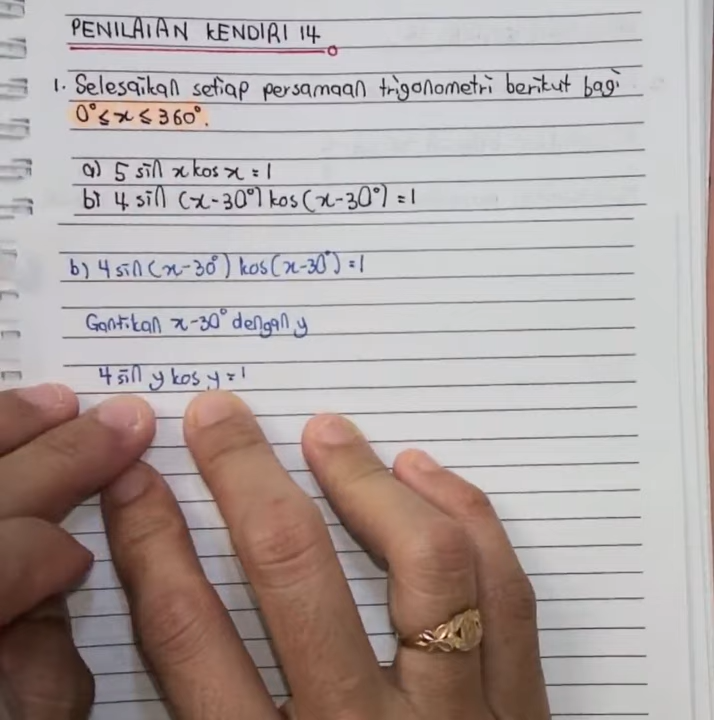 PENILAIAN KENDIRI 14
1. Selesaikan setiap persamaan trigonometri berikut bagi
0° ≤ x ≤ 360°.
a) 5 sin x kos x = 1
b) 4 sin (x-30°) kos (x-30°) = 1
b) 4 sin (x-30°) kos (x-30°) = 1
Gantikan x-30° dengan y
4 sin y kos y = 1